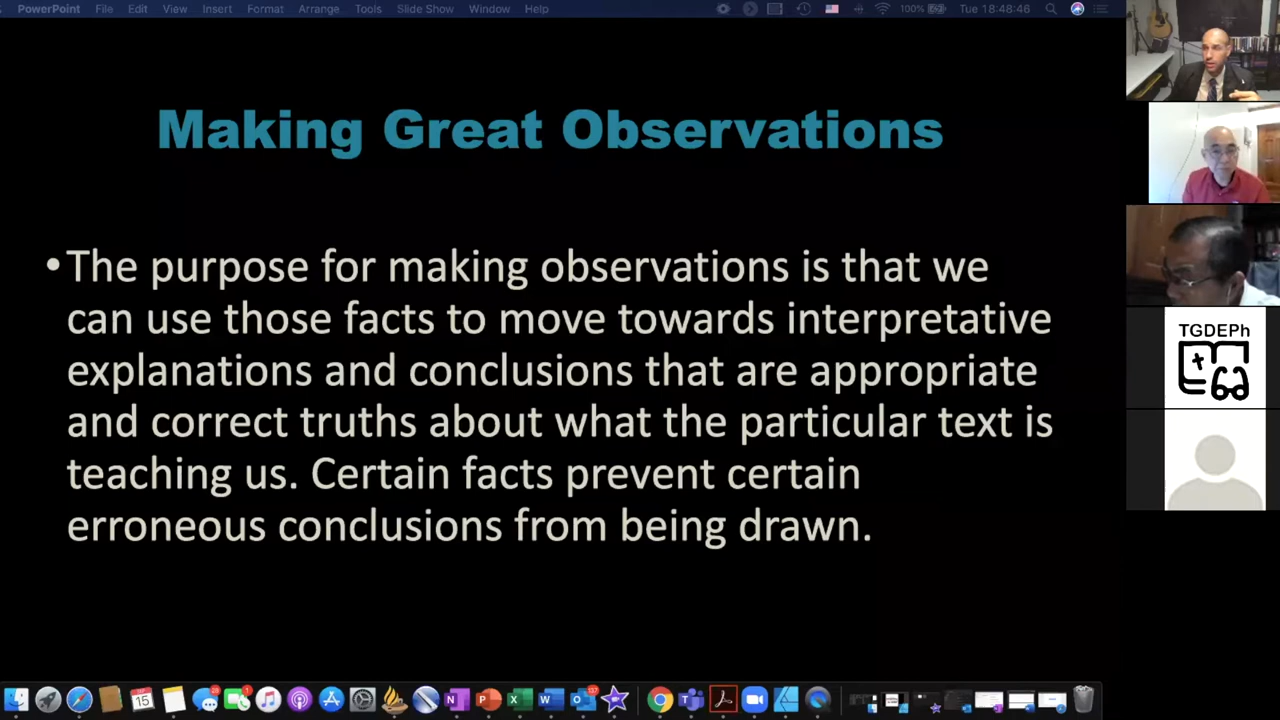 PowerPoint File Edit View Insert Format Arrange Tools Slide Show Window Help 100% Tue 18:48:46
Making Great Observations
•The purpose for making observations is that we
can use those facts to move towards interpretative
explanations and conclusions that are appropriate
and correct truths about what the particular text is
teaching us. Certain facts prevent certain
erroneous conclusions from being drawn.
TGDEPh
15